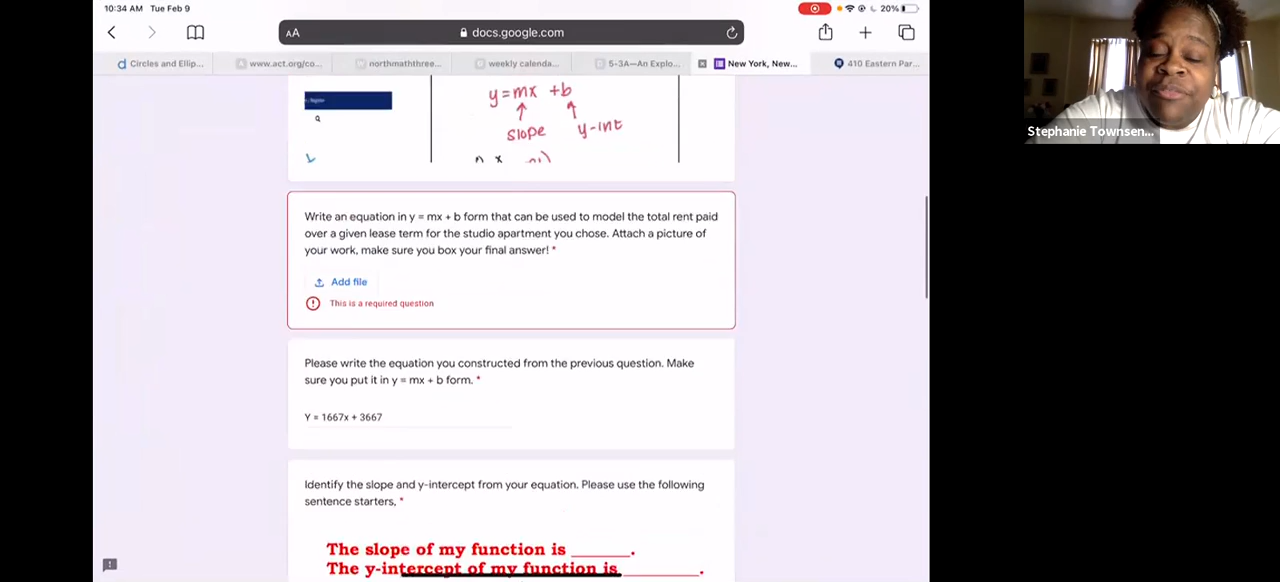 10:34 AM Tue Feb 9
20%
AA
docs.google.com
Circles and Ellip...
www.act.org/co...
northmaththree...
weekly calenda...
5-3A—An Explo...
New York, New...
410 Eastern Par...
y=mx +b
slope
y-int
Stephanie Townsen...
Write an equation in y = mx + b form that can be used to model the total rent paid
over a given lease term for the studio apartment you chose. Attach a picture of
your work, make sure you box your final answer! *
Add file
This is a required question
Please write the equation you constructed from the previous question. Make
sure you put it in y = mx + b form. *
Y = 1667x + 3667
Identify the slope and y-intercept from your equation. Please use the following
sentence starters. *
The slope of my function is ______.
The y-intercept of my function is ________.